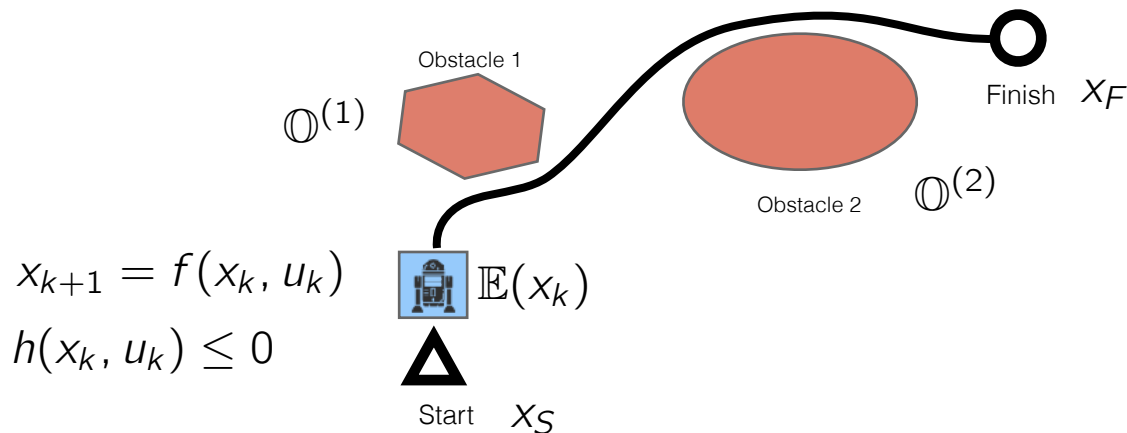 Obstacle 1
𝕆^{(1)}
Finish x_F
Obstacle 2 𝕆^{(2)}
x_{k+1} = f(x_k, u_k)
𝔼(x_k)
h(x_k, u_k) ≤ 0
Start x_S